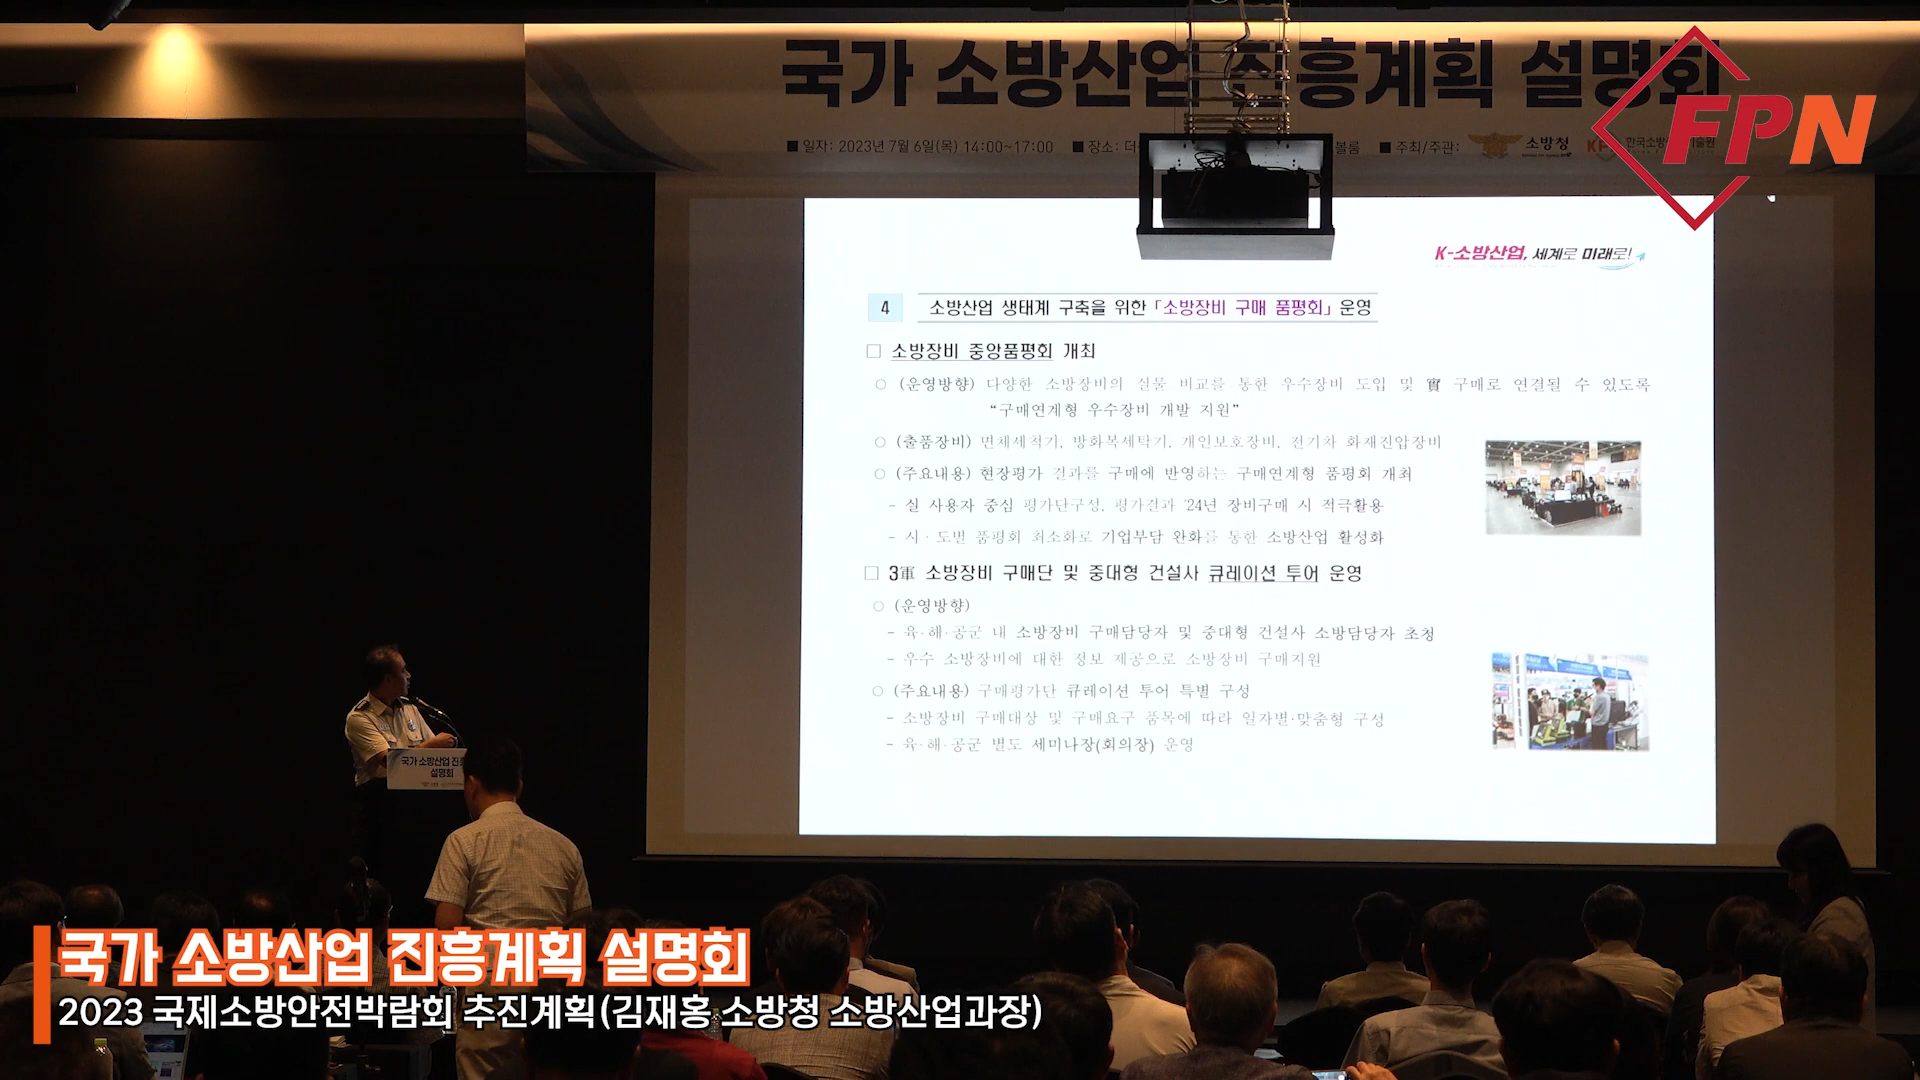 국가 소방산업 진흥계획 설명회
FPN
■ 일자: 2023년 7월 6일(목) 14:00~17:00 ■ 장소: 볼룸 ■ 주최/주관: 소방청
K-소방산업, 세계로 미래로!
4 소방산업 생태계 구축을 위한 「소방장비 구매 품평회」 운영
□ 소방장비 중앙품평회 개최
○ (운영방향) 다양한 소방장비의 실물 비교를 통한 우수장비 도입 및 實 구매로 연결될 수 있도록
“구매연계형 우수장비 개발 지원”
○ (출품장비) 면체세척기, 방화복세탁기, 개인보호장비, 전기차 화재진압장비
○ (주요내용) 현장평가 결과를 구매에 반영하는 구매연계형 품평회 개최
- 실 사용자 중심 평가단구성, 평가결과 '24년 장비구매 시 적극활용
- 시·도별 품평회 최소화로 기업부담 완화를 통한 소방산업 활성화
□ 3軍 소방장비 구매단 및 중대형 건설사 큐레이션 투어 운영
○ (운영방향)
- 육·해·공군 내 소방장비 구매담당자 및 중대형 건설사 소방담당자 초청
- 우수 소방장비에 대한 정보 제공으로 소방장비 구매지원
○ (주요내용) 구매평가단 큐레이션 투어 특별 구성
- 소방장비 구매대상 및 구매요구 품목에 따라 일자별·맞춤형 구성
- 육·해·공군 별도 세미나장(회의장) 운영
국가 소방산업 진흥
설명회
국가 소방산업 진흥계획 설명회
2023 국제소방안전박람회 추진계획(김재홍 소방청 소방산업과장)